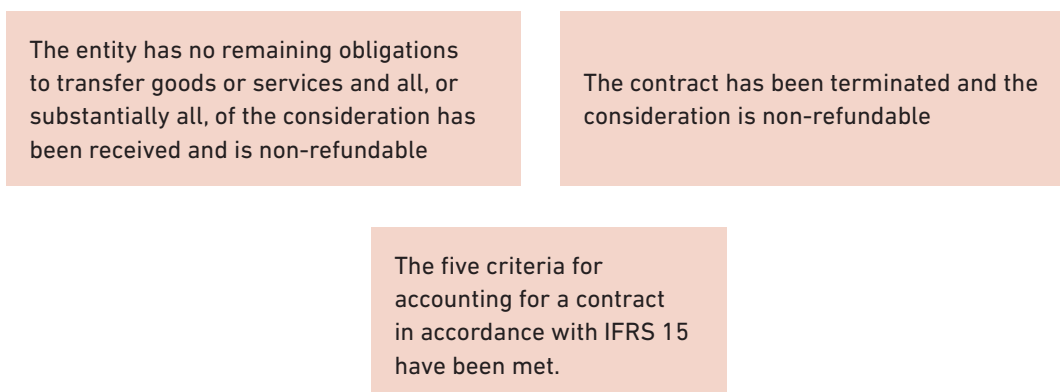 The entity has no remaining obligations
to transfer goods or services and all, or
substantially all, of the consideration has
been received and is non-refundable
The contract has been terminated and the
consideration is non-refundable
The five criteria for
accounting for a contract
in accordance with IFRS 15
have been met.